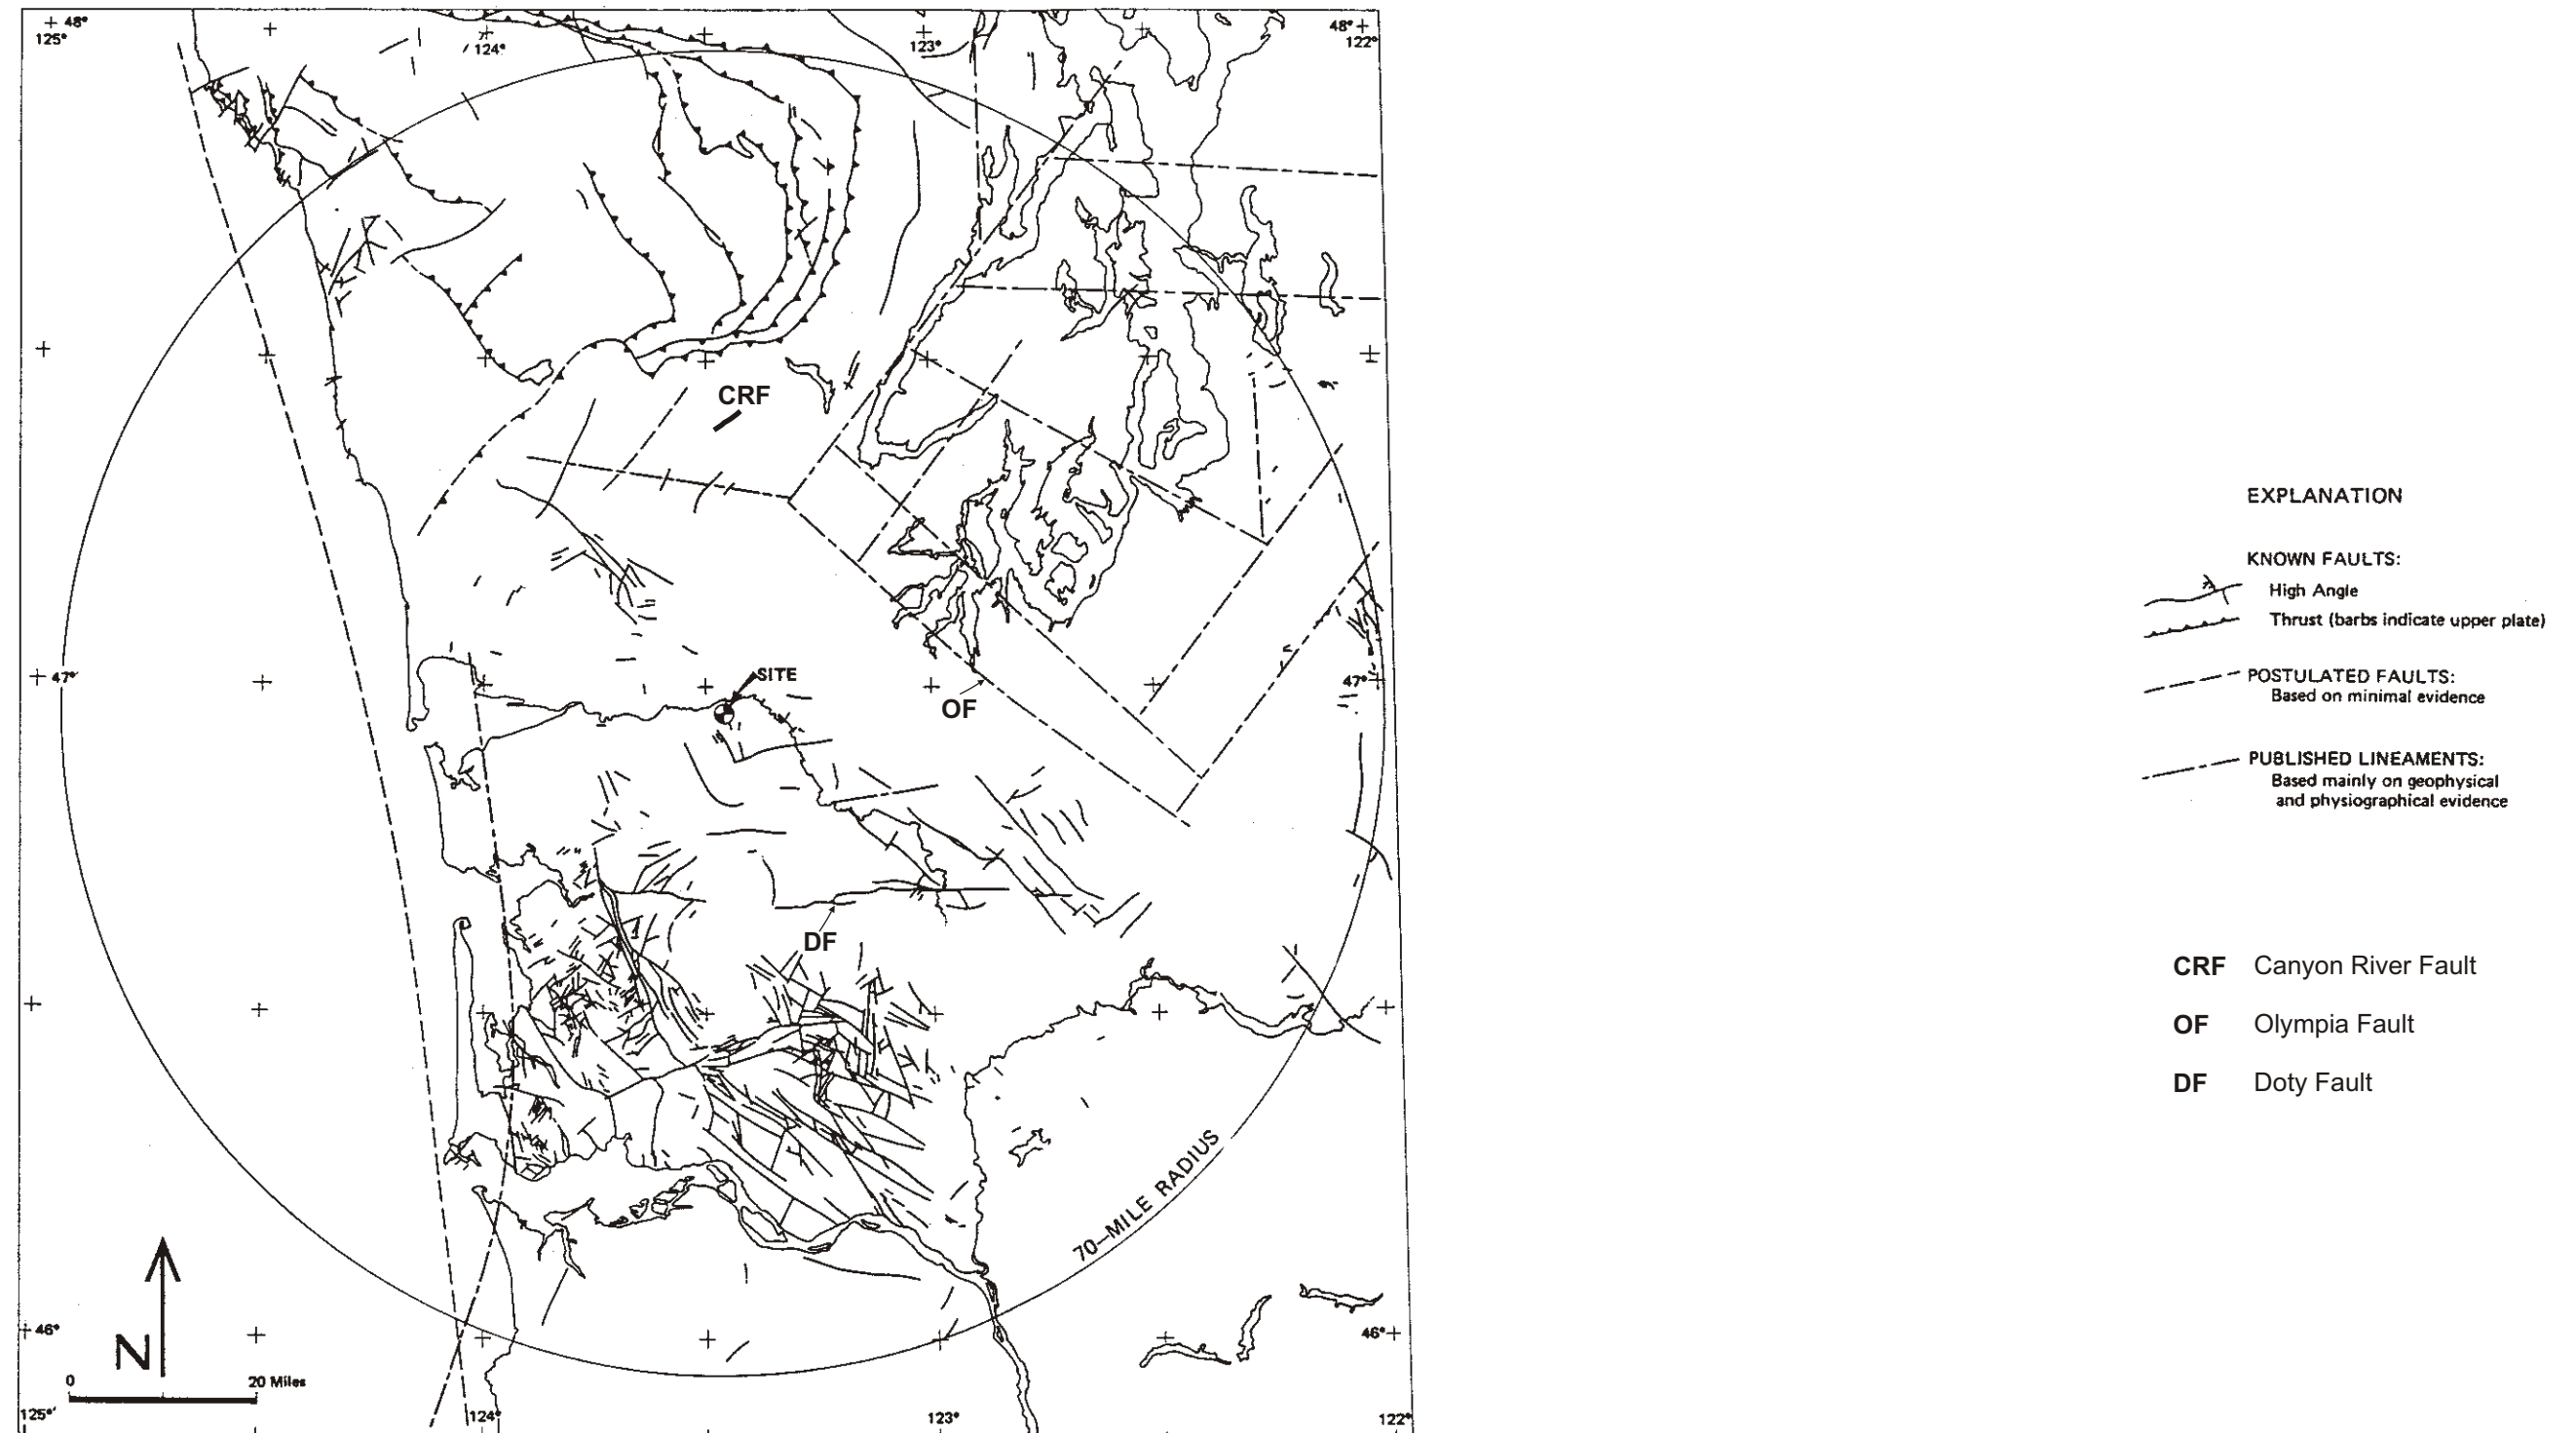 48°
125°
124°
123°
48°
122°
CRF
47°
SITE
47°
OF
DF
70-MILE RADIUS
46°
46°
N
0
20 Miles
125°
124°
123°
122°
EXPLANATION
KNOWN FAULTS:
High Angle
Thrust (barbs indicate upper plate)
POSTULATED FAULTS:
Based on minimal evidence
PUBLISHED LINEAMENTS:
Based mainly on geophysical
and physiographical evidence
CRF Canyon River Fault
OF Olympia Fault
DF Doty Fault